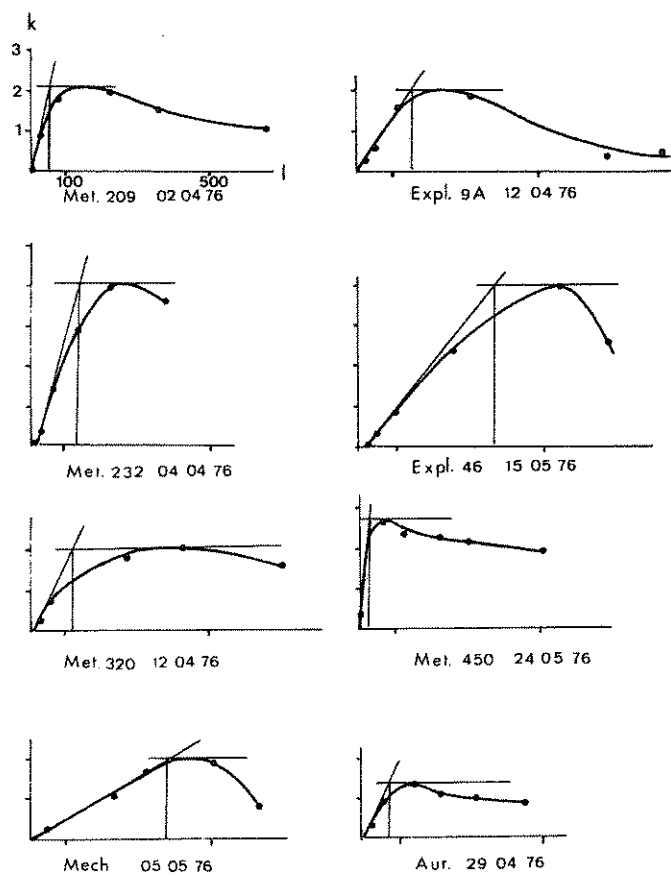 k
3
2
1
100 500 I
Met. 209 02 04 76
Expl. 9A 12 04 76
Met. 232 04 04 76
Expl. 46 15 05 76
Met. 320 12 04 76
Met. 450 24 05 76
Mech 05 05 76
Aur. 29 04 76